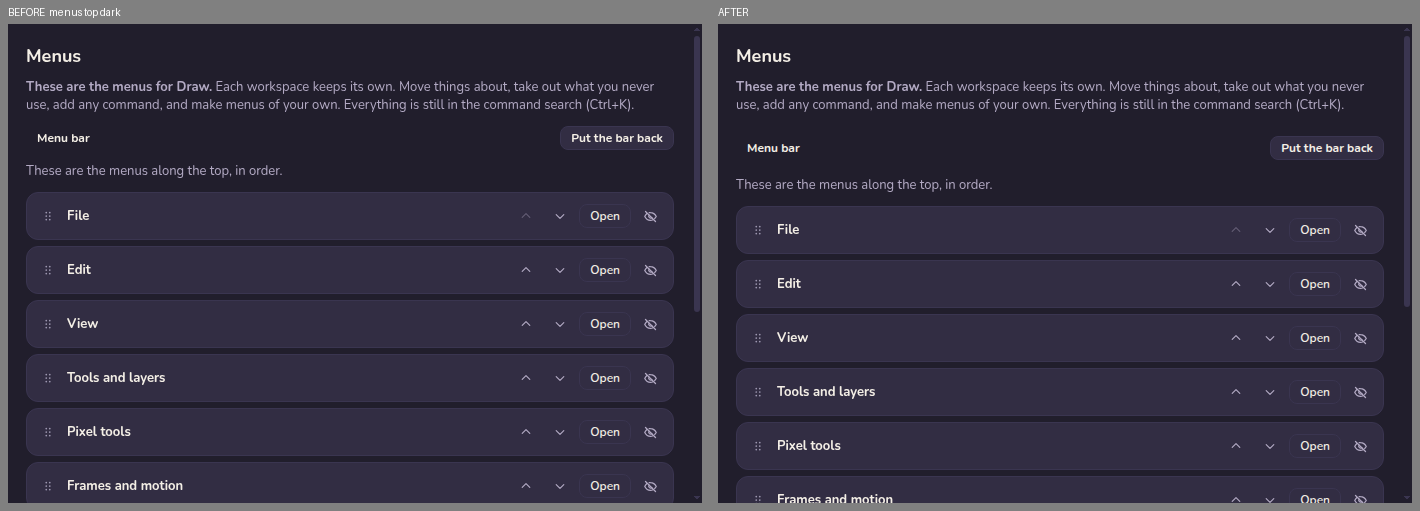 BEFORE menus top dark
Menus
These are the menus for Draw. Each workspace keeps its own. Move things about, take out what you never
use, add any command, and make menus of your own. Everything is still in the command search (Ctrl+K).
Menu bar
Put the bar back
These are the menus along the top, in order.
File
Open
Edit
Open
View
Open
Tools and layers
Open
Pixel tools
Open
Frames and motion
Open
AFTER
Menus
These are the menus for Draw. Each workspace keeps its own. Move things about, take out what you never
use, add any command, and make menus of your own. Everything is still in the command search (Ctrl+K).
Menu bar
Put the bar back
These are the menus along the top, in order.
File
Open
Edit
Open
View
Open
Tools and layers
Open
Pixel tools
Open
Frames and motion
Open